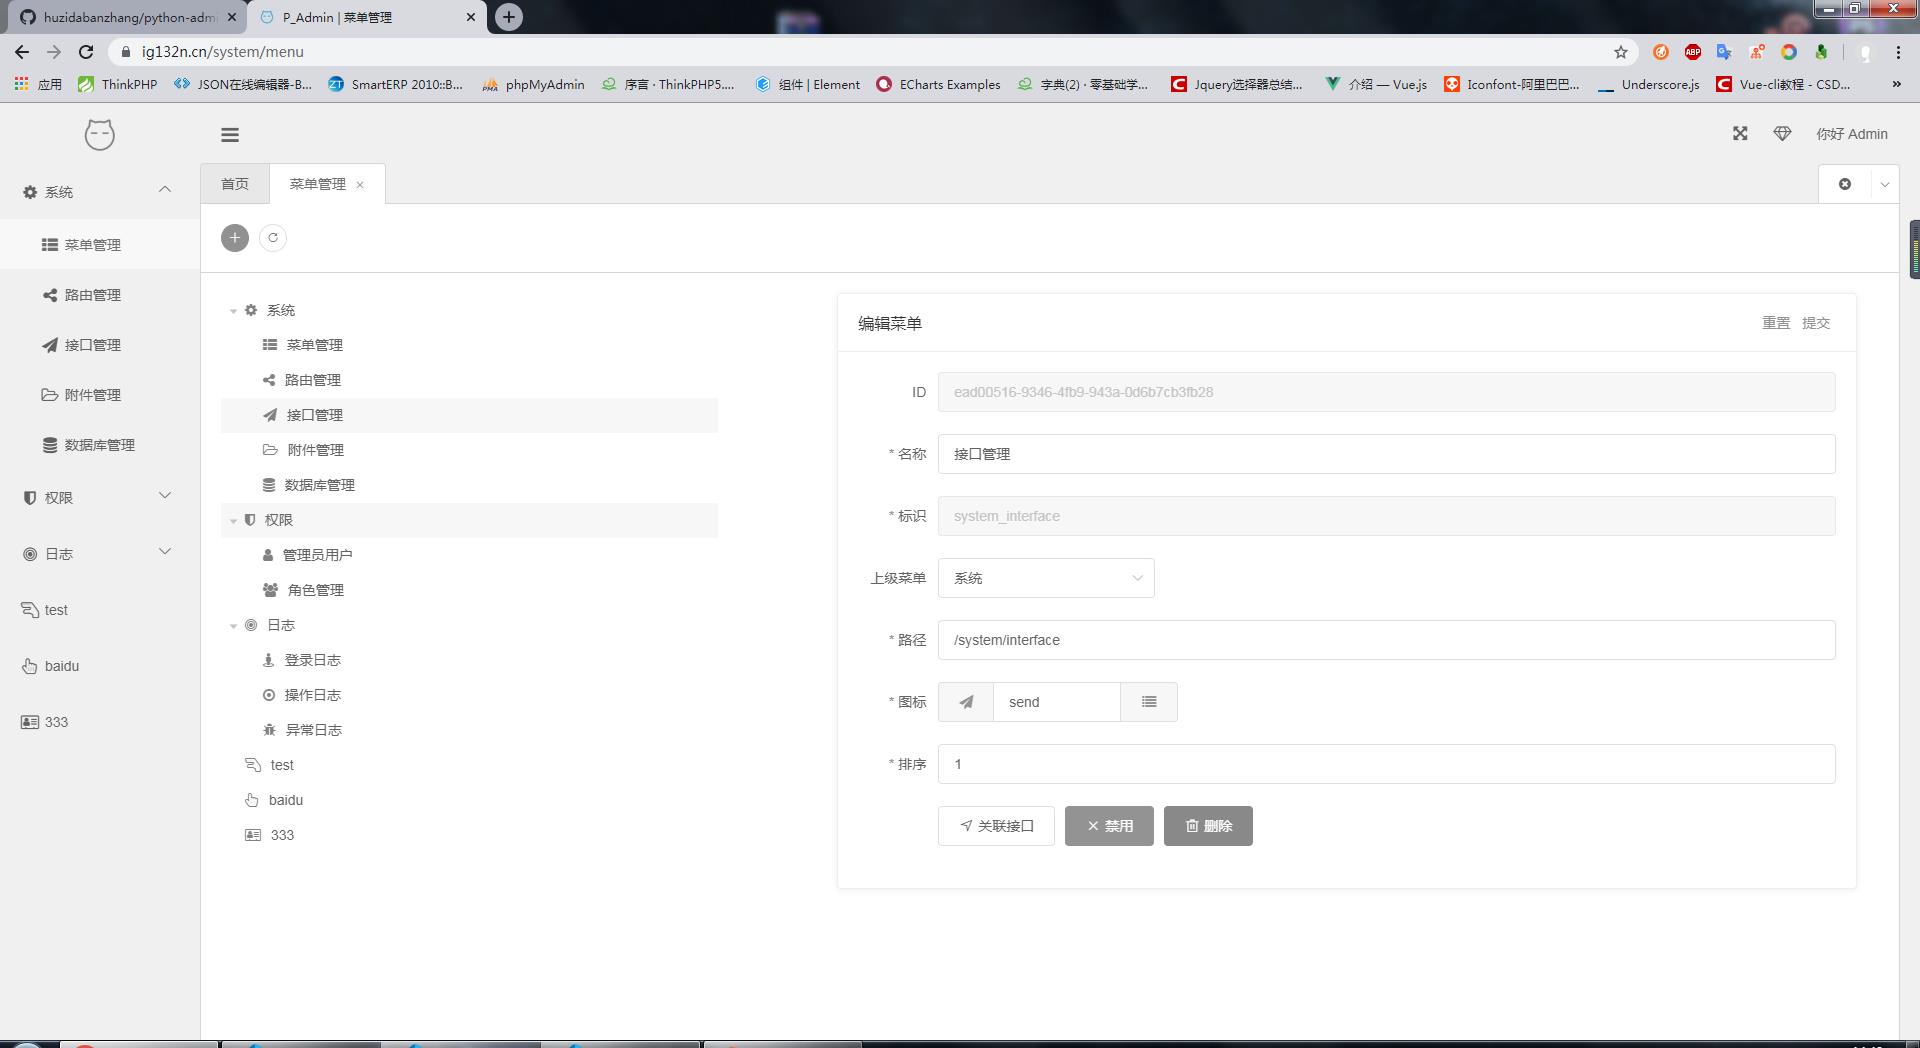 huzidabanzhang/python-admi
P_Admin | 菜单管理
ig132n.cn/system/menu
应用
ThinkPHP
JSON在线编辑器-B...
SmartERP 2010::B...
phpMyAdmin
序言 · ThinkPHP5....
组件 | Element
ECharts Examples
字典(2) · 零基础学...
Jquery选择器总结...
介绍 — Vue.js
Iconfont-阿里巴巴...
Underscore.js
Vue-cli教程 - CSD...
你好 Admin
首页
菜单管理
系统
菜单管理
路由管理
接口管理
附件管理
数据库管理
权限
日志
test
baidu
333
系统
菜单管理
路由管理
接口管理
附件管理
数据库管理
权限
管理员用户
角色管理
日志
登录日志
操作日志
异常日志
test
baidu
333
编辑菜单
重置 提交
ID ead00516-9346-4fb9-943a-0d6b7cb3fb28
* 名称 接口管理
* 标识 system_interface
上级菜单 系统
* 路径 /system/interface
* 图标 send
* 排序 1
关联接口 禁用 删除